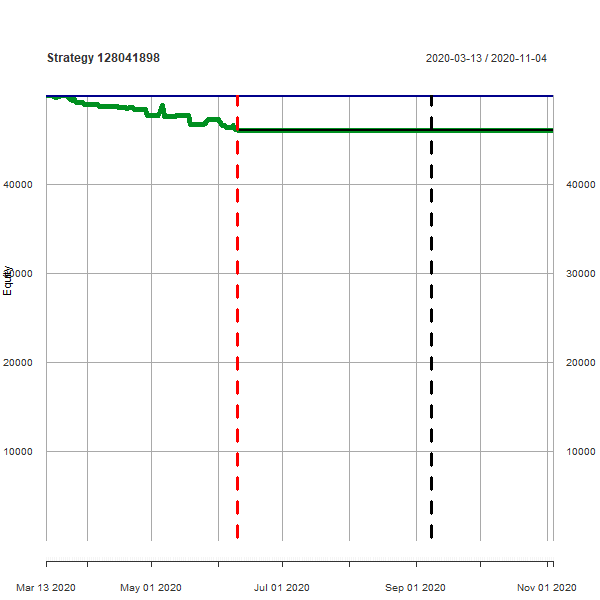 Strategy 128041898
2020-03-13 / 2020-11-04
40000
40000
Equity
30000
30000
20000
20000
10000
10000
Mar 13 2020
May 01 2020
Jul 01 2020
Sep 01 2020
Nov 01 2020